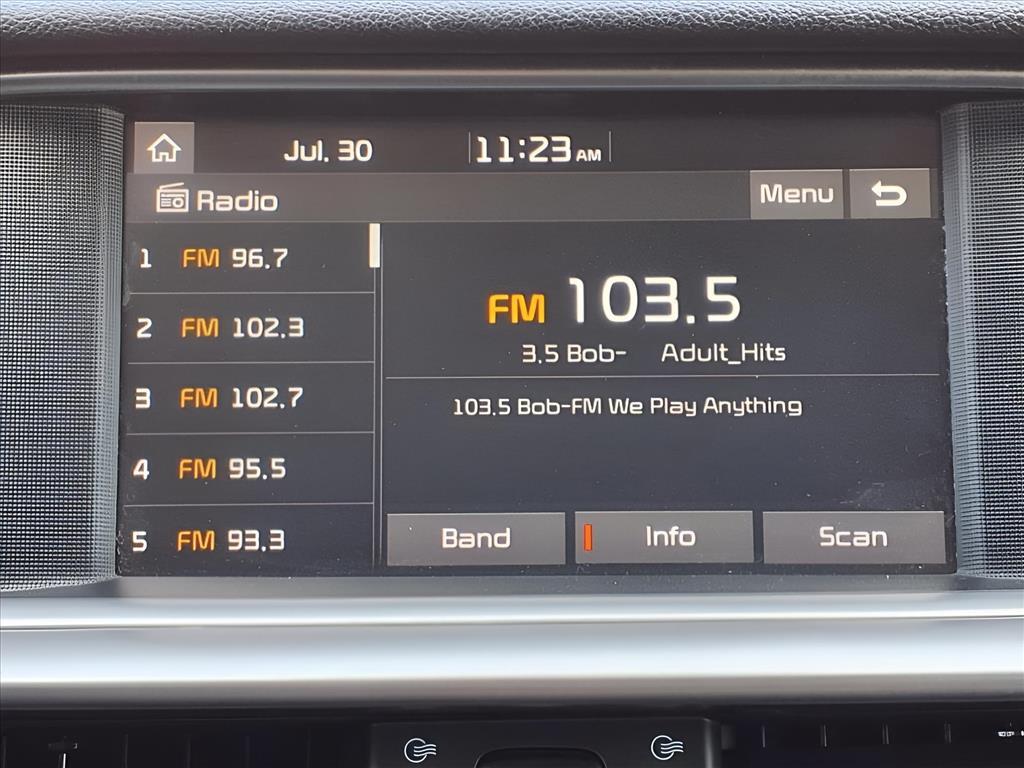 Jul. 30 11:23 AM
Radio Menu
1 FM 96.7
2 FM 102.3
3 FM 102.7
4 FM 95.5
5 FM 93.3
FM 103.5
3.5 Bob- Adult_Hits
103.5 Bob-FM We Play Anything
Band Info Scan